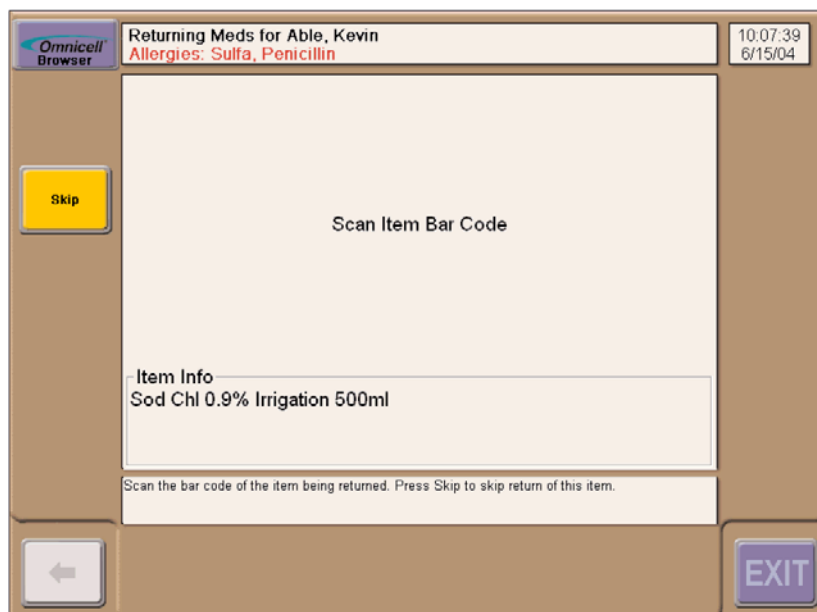 Omnicell
Browser
Returning Meds for Able, Kevin
Allergies: Sulfa, Penicillin
10:07:39
6/15/04
Skip
Scan Item Bar Code
Item Info
Sod Chl 0.9% Irrigation 500ml
Scan the bar code of the item being returned. Press Skip to skip return of this item.
EXIT